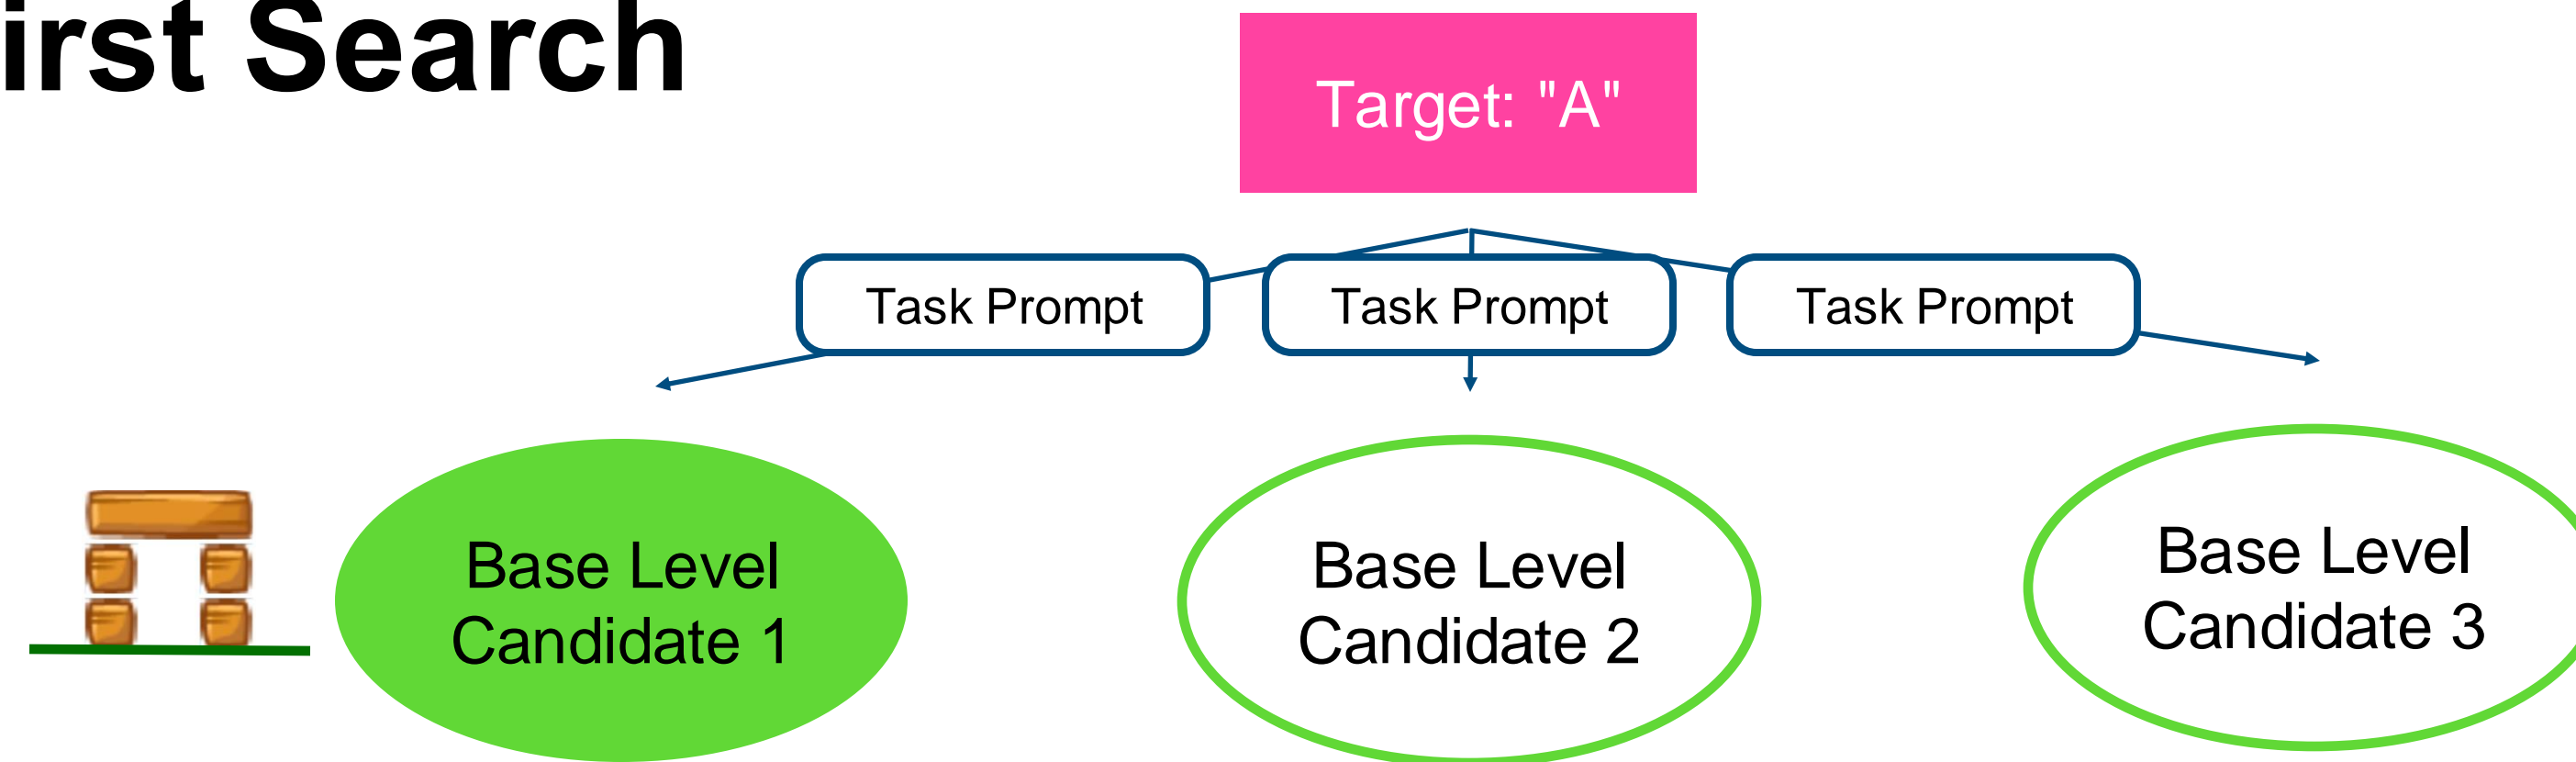 irst Search
Target: "A"
Task Prompt
Task Prompt
Task Prompt
Base Level
Candidate 1
Base Level
Candidate 2
Base Level
Candidate 3